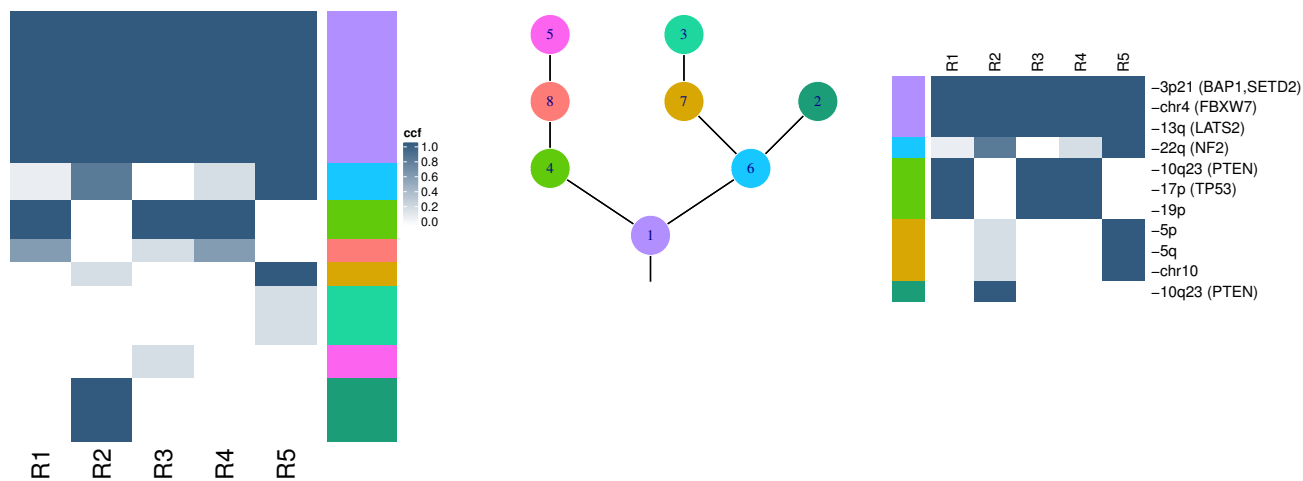 ccf
1.0
0.8
0.6
0.4
0.2
0.0
R1
R2
R3
R4
R5
5
3
8
7
2
4
6
1
R1
R2
R3
R4
R5
−3p21 (BAP1,SETD2)
−chr4 (FBXW7)
−13q (LATS2)
−22q (NF2)
−10q23 (PTEN)
−17p (TP53)
−19p
−5p
−5q
−chr10
−10q23 (PTEN)